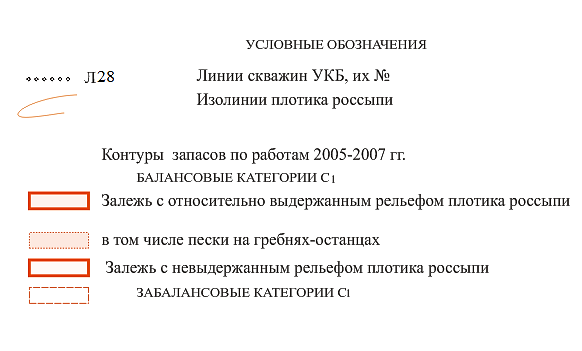 УСЛОВНЫЕ ОБОЗНАЧЕНИЯ
Л28 Линии скважин УКБ, их №
Изолинии плотика россыпи
Контуры запасов по работам 2005-2007 гг.
БАЛАНСОВЫЕ КАТЕГОРИИ С1
Залежь с относительно выдержанным рельефом плотика россыпи
в том числе пески на гребнях-останцах
Залежь с невыдержанным рельефом плотика россыпи
ЗАБАЛАНСОВЫЕ КАТЕГОРИИ С1